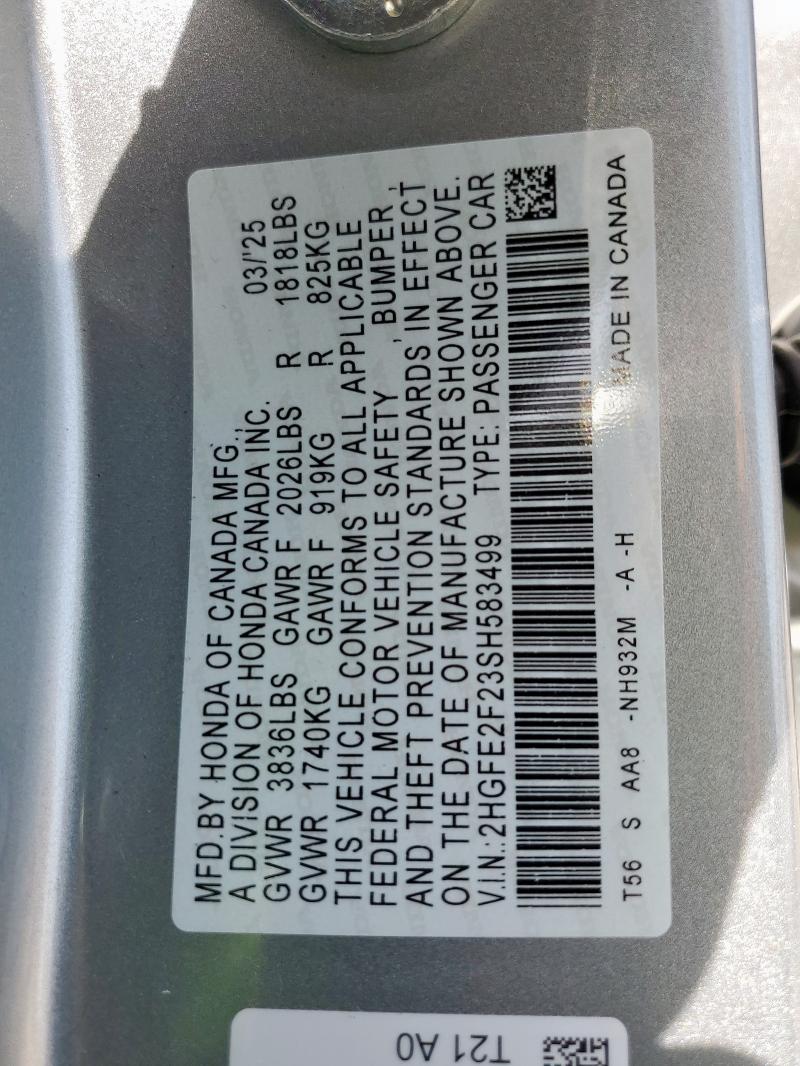 MFD.BY HONDA OF CANADA MFG., 03/'25
A DIVISION OF HONDA CANADA INC.
GVWR 3836LBS GAWR F 2026LBS R 1818LBS
GVWR 1740KG GAWR F 919KG R 825KG
THIS VEHICLE CONFORMS TO ALL APPLICABLE
FEDERAL MOTOR VEHICLE SAFETY , BUMPER ,
AND THEFT PREVENTION STANDARDS IN EFFECT
ON THE DATE OF MANUFACTURE SHOWN ABOVE.
V.I.N.:2HGFE2F23SH583499 TYPE: PASSENGER CAR
T56 S AA8 -NH932M -A -H MADE IN CANADA
T21 A0